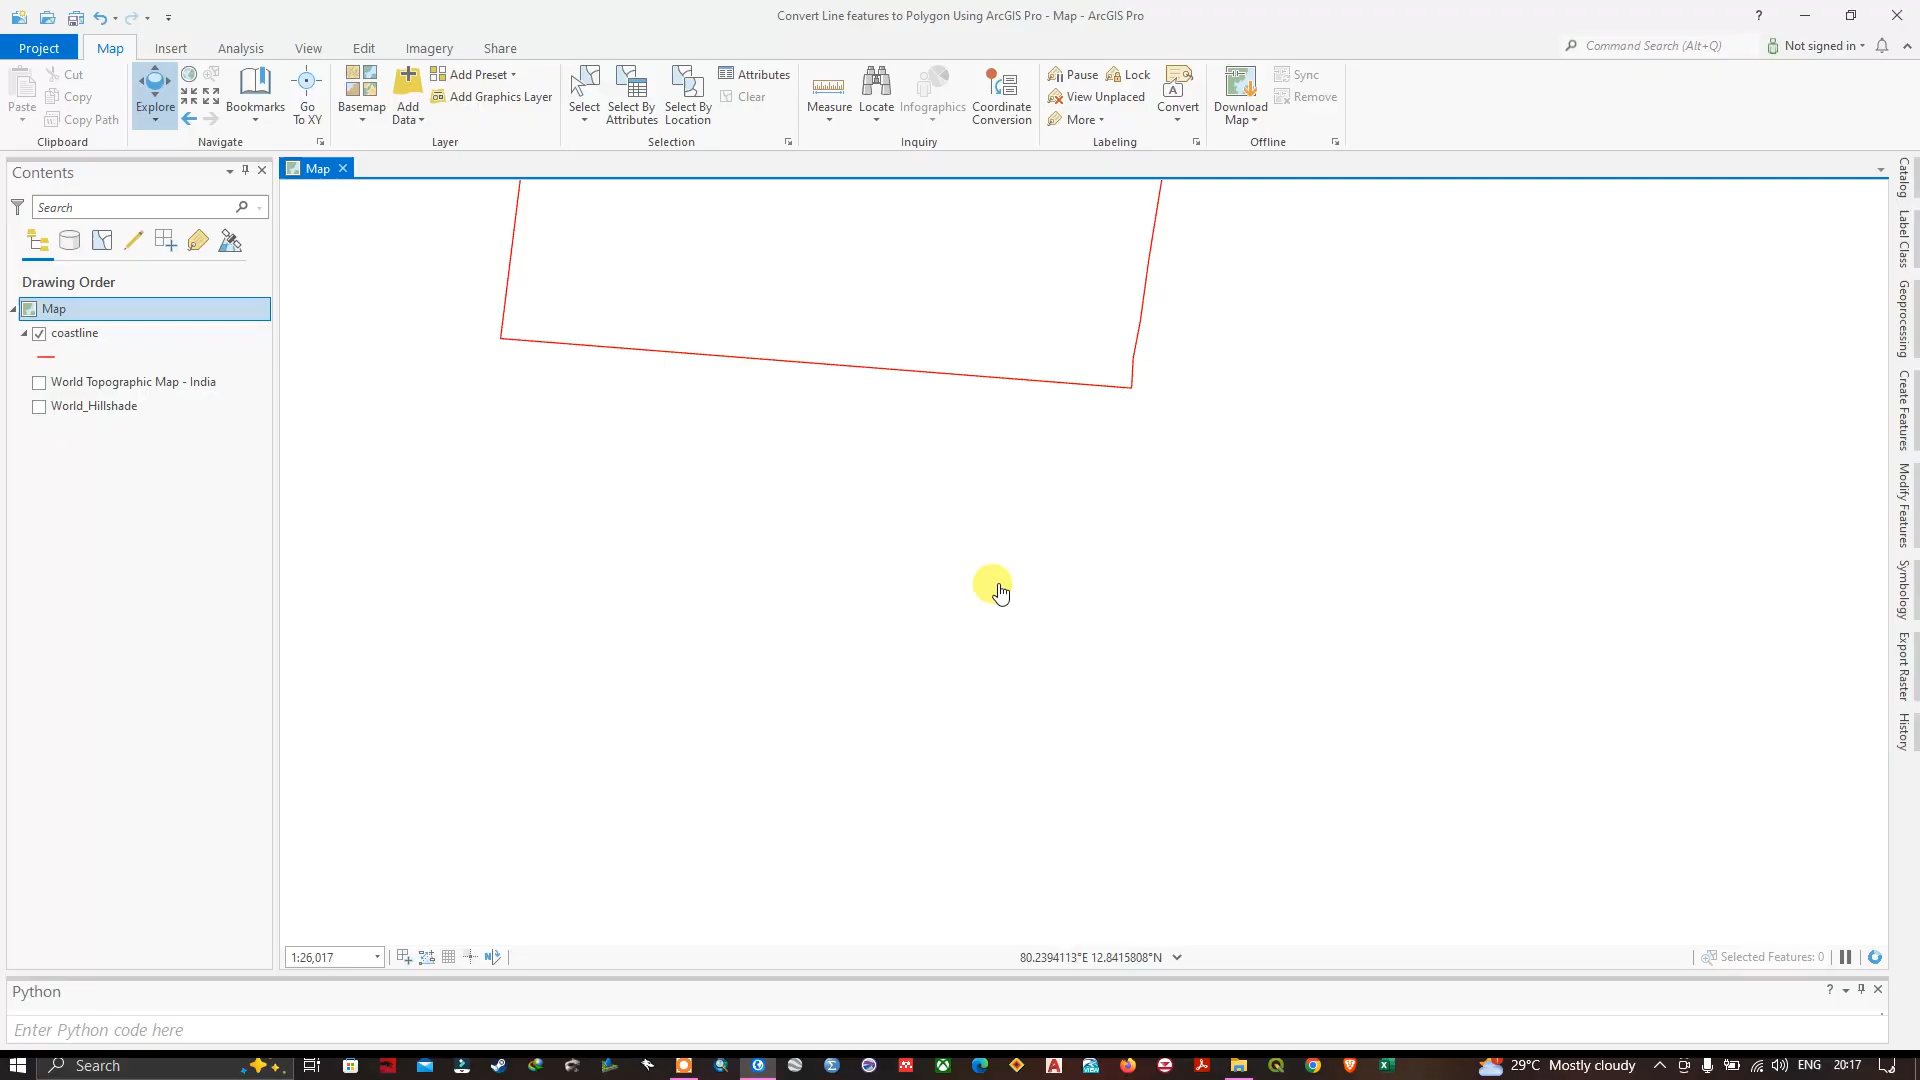 Convert Line features to Polygon Using ArcGIS Pro - Map - ArcGIS Pro
?
Project Map Insert Analysis View Edit Imagery Share
Command Search (Alt+Q)
Not signed in
Paste
Cut
Copy
Copy Path
Clipboard
Explore
Bookmarks
Go To XY
Navigate
Basemap
Add Data
Add Preset
Add Graphics Layer
Layer
Select
Select By Attributes
Select By Location
Attributes
Clear
Selection
Measure
Locate
Infographics
Coordinate Conversion
Inquiry
Pause
Lock
View Unplaced
More
Convert
Labeling
Download Map
Sync
Remove
Offline
Contents
Search
Drawing Order
Map
coastline
World Topographic Map - India
World_Hillshade
Map
Catalog
Label Class
Geoprocessing
Create Features
Modify Features
Symbology
Export Raster
History
1:26,017
80.2394113°E 12.8415808°N
Selected Features: 0
Python
?
Enter Python code here
Search
29°C Mostly cloudy
ENG
20:17